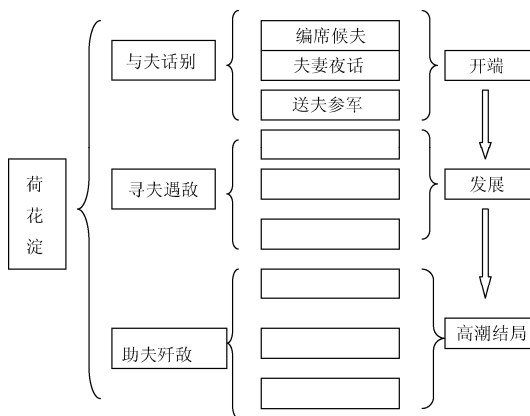 荷花淀
与夫话别
编席候夫
夫妻夜话
送夫参军
开端
寻夫遇敌
发展
助夫歼敌
高潮结局